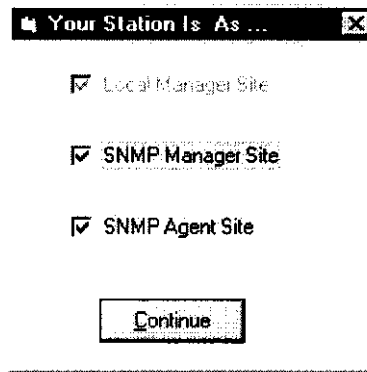 Your Station Is As ...
Local Manager Site
SNMP Manager Site
SNMP Agent Site
Continue